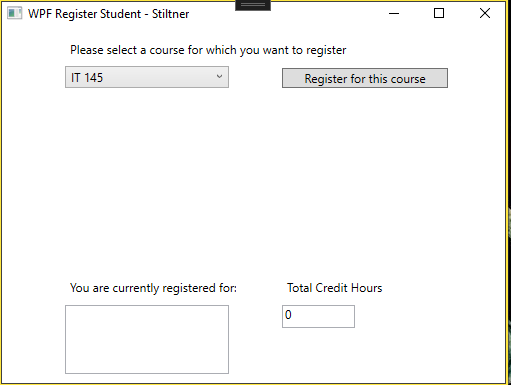 WPF Register Student - Stiltner
Please select a course for which you want to register
IT 145
Register for this course
You are currently registered for:
Total Credit Hours
0